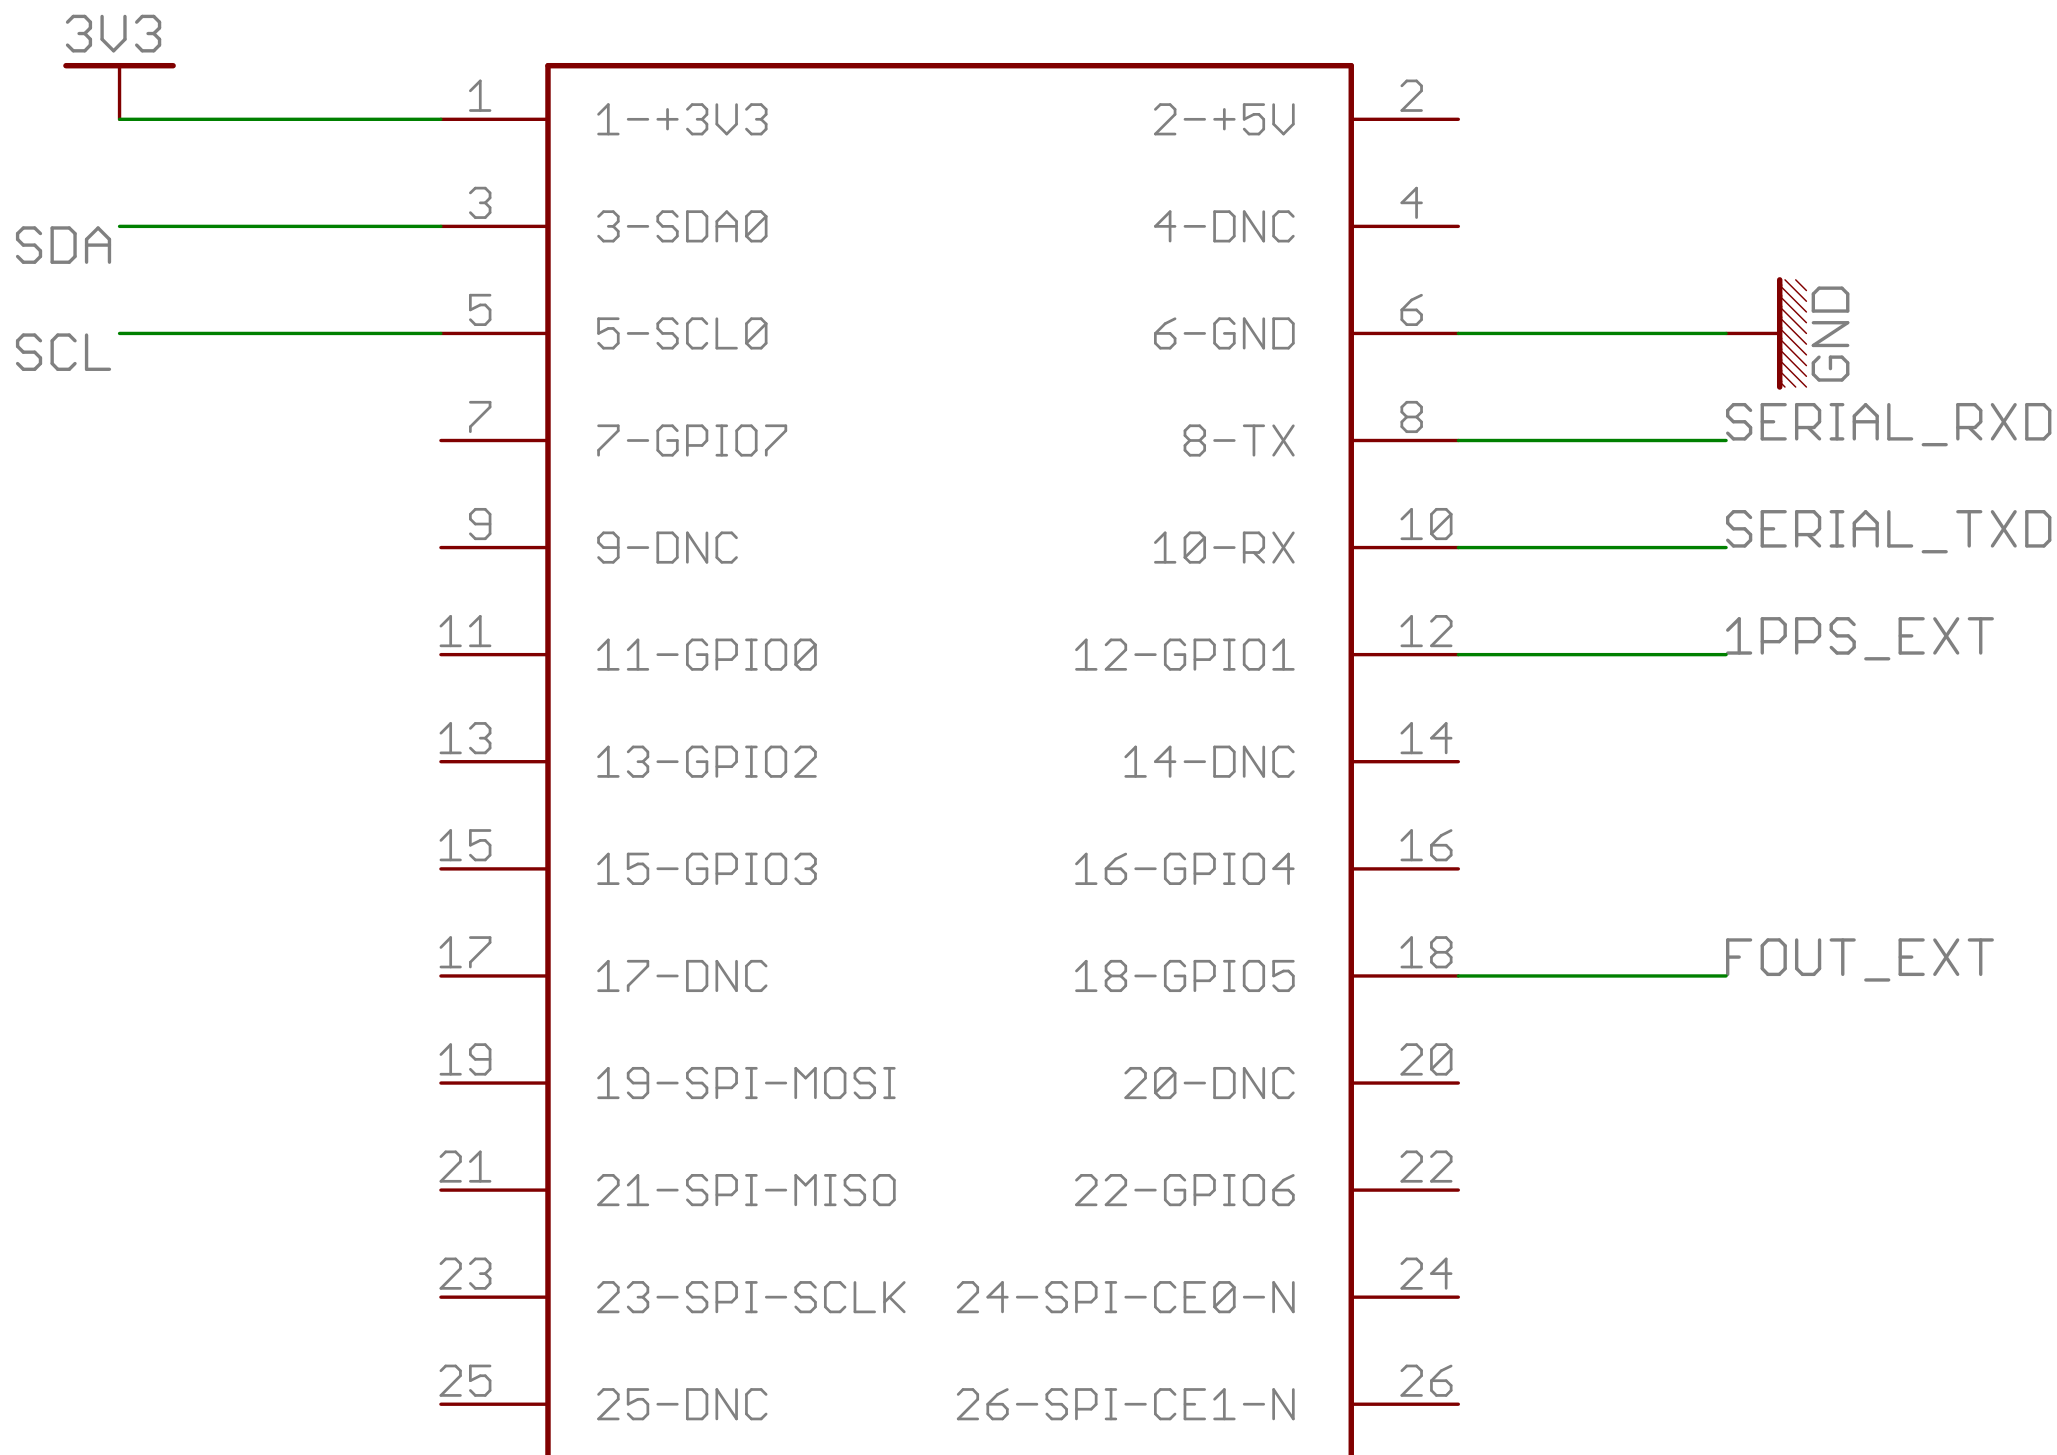 3V3
1 1-+3V3 2-+5V 2
SDA 3 3-SDA0 4-DNC 4
SCL 5 5-SCL0 6-GND 6 GND
7 7-GPIO7 8-TX 8 SERIAL_RXD
9 9-DNC 10-RX 10 SERIAL_TXD
11 11-GPIO0 12-GPIO1 12 1PPS_EXT
13 13-GPIO2 14-DNC 14
15 15-GPIO3 16-GPIO4 16
17 17-DNC 18-GPIO5 18 FOUT_EXT
19 19-SPI-MOSI 20-DNC 20
21 21-SPI-MISO 22-GPIO6 22
23 23-SPI-SCLK 24-SPI-CE0-N 24
25 25-DNC 26-SPI-CE1-N 26